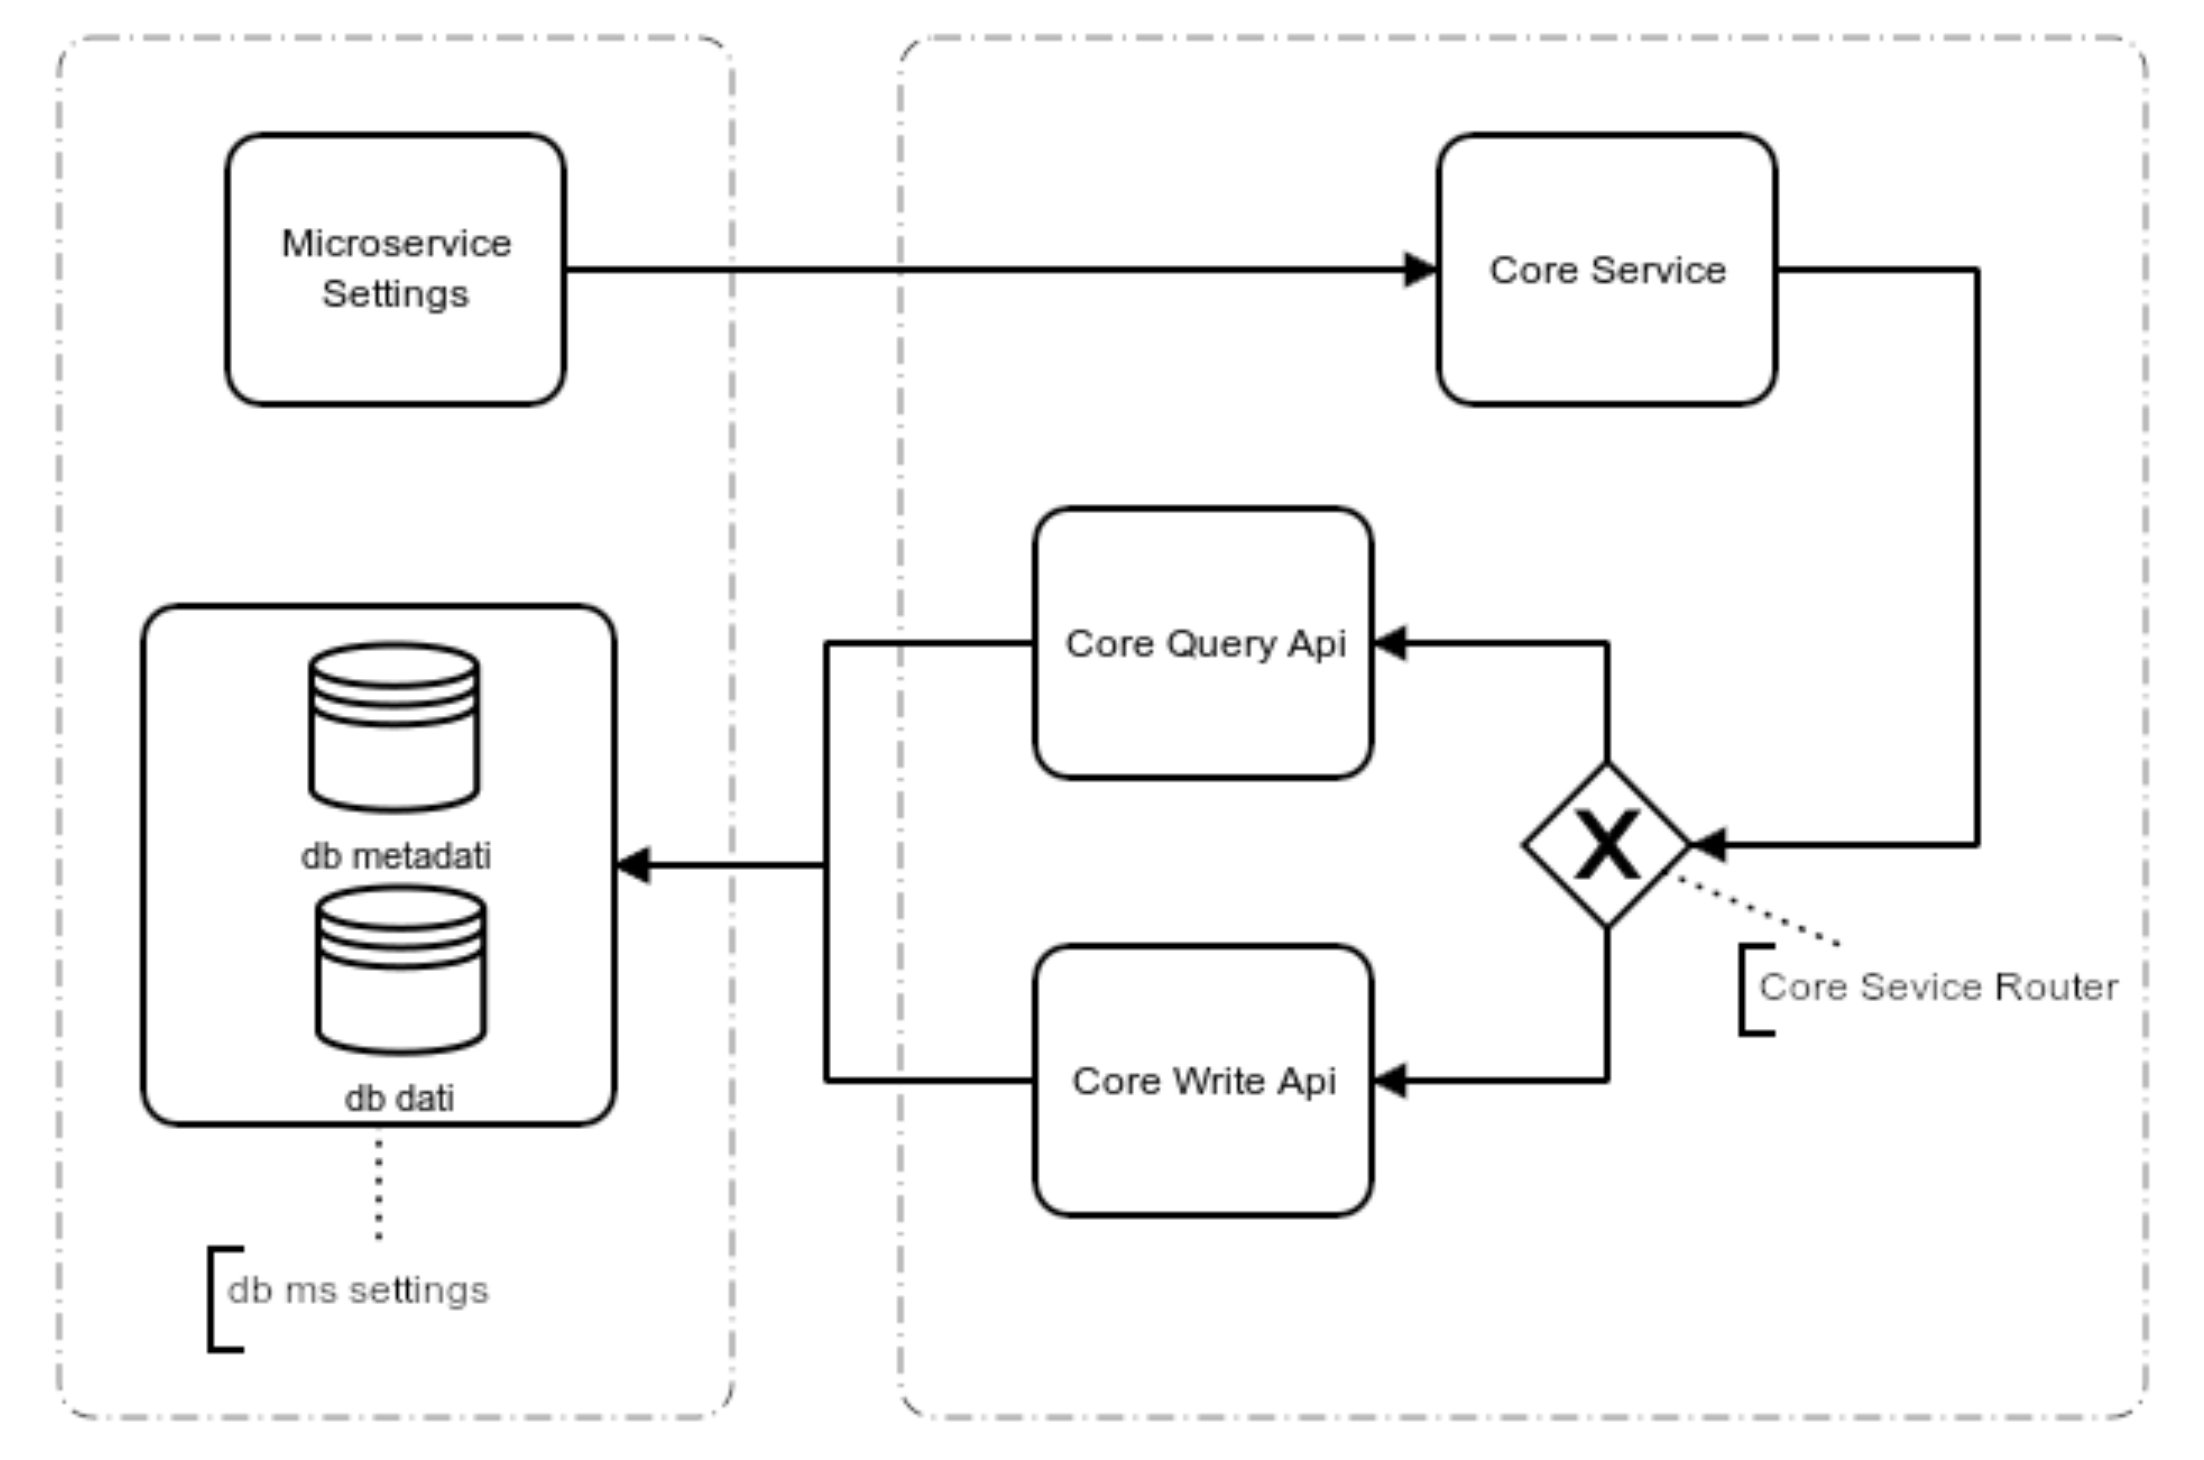 Microservice
Settings
Core Service
Core Query Api
db metadati
Core Sevice Router
Core Write Api
db dati
db ms settings